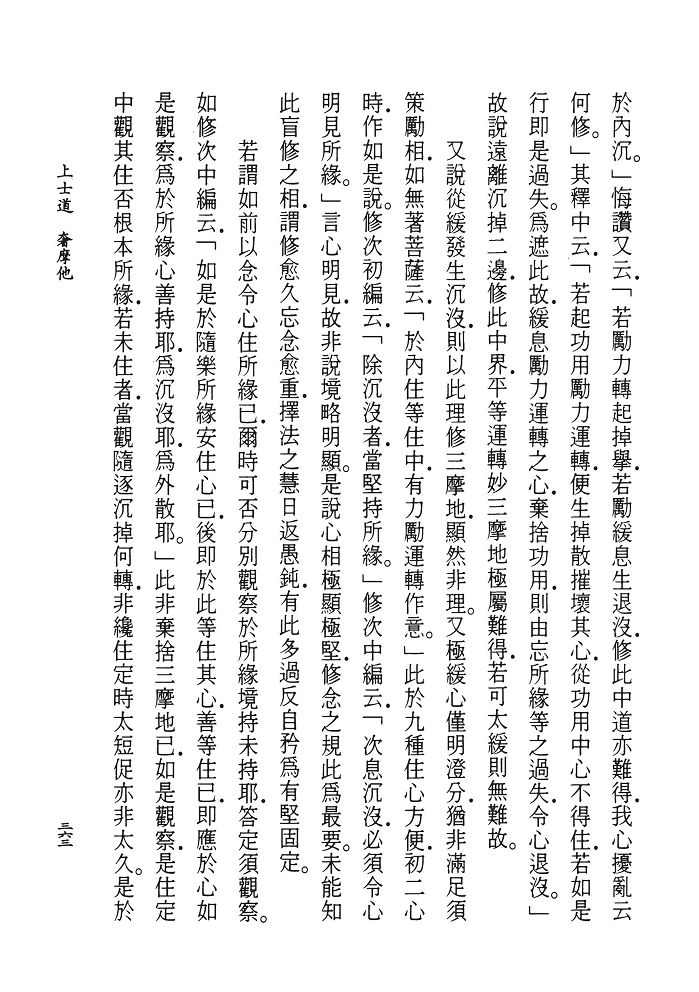 於內沉。」悔讚又云.「若勵力轉起掉擧.若勵緩息生退沒.修此中道亦難得.我心擾亂云
何修。」其釋中云.「若起功用勵力運轉.便生掉散摧壞其心.從功用中心不得住.若如是
行即是過失。爲遮此故.緩息勵力運轉之心.棄捨功用.則由忘所緣等之過失.令心退沒。」
故說遠離沉掉二邊.修此中界.平等運轉妙三摩地極屬難得.若可太緩則無難故。
又說從緩發生沉沒.則以此理修三摩地.顯然非理。又極緩心僅明澄分.猶非滿足須
策勵相.如無著菩薩云.「於內住等住中.有力勵運轉作意。」此於九種住心方便.初二心
時.作如是說。修次初編云.「除沉沒者.當堅持所緣。」修次中編云.「次息沉沒.必須令心
明見所緣。」言心明見.故非說境略明顯。是說心相極顯極堅.修念之規此爲最要。未能知
此盲修之相.謂修愈久忘念愈重.擇法之慧日返愚鈍.有此多過反自矜爲有堅固定。
若謂如前以念令心住所緣已.爾時可否分別觀察於所緣境持未持耶.答定須觀察。
如修次中編云.「如是於隨樂所緣安住心已.後即於此等住其心.善等住已.即應於心如
是觀察.爲於所緣心善持耶.爲沉沒耶.爲外散耶。」此非棄捨三摩地已.如是觀察.是住定
中觀其住否根本所緣.若未住者.當觀隨逐沉掉何轉.非纔住定時太短促亦非太久。是於
上士道 奢摩他
三六三